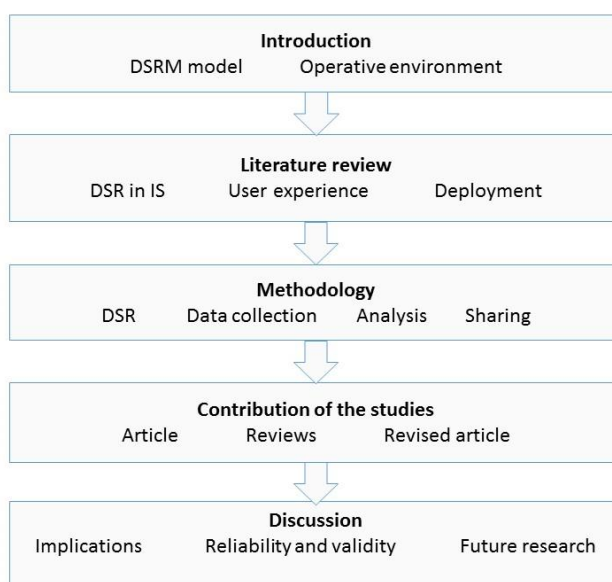 Introduction
DSRM model Operative environment
Literature review
DSR in IS User experience Deployment
Methodology
DSR Data collection Analysis Sharing
Contribution of the studies
Article Reviews Revised article
Discussion
Implications Reliability and validity Future research